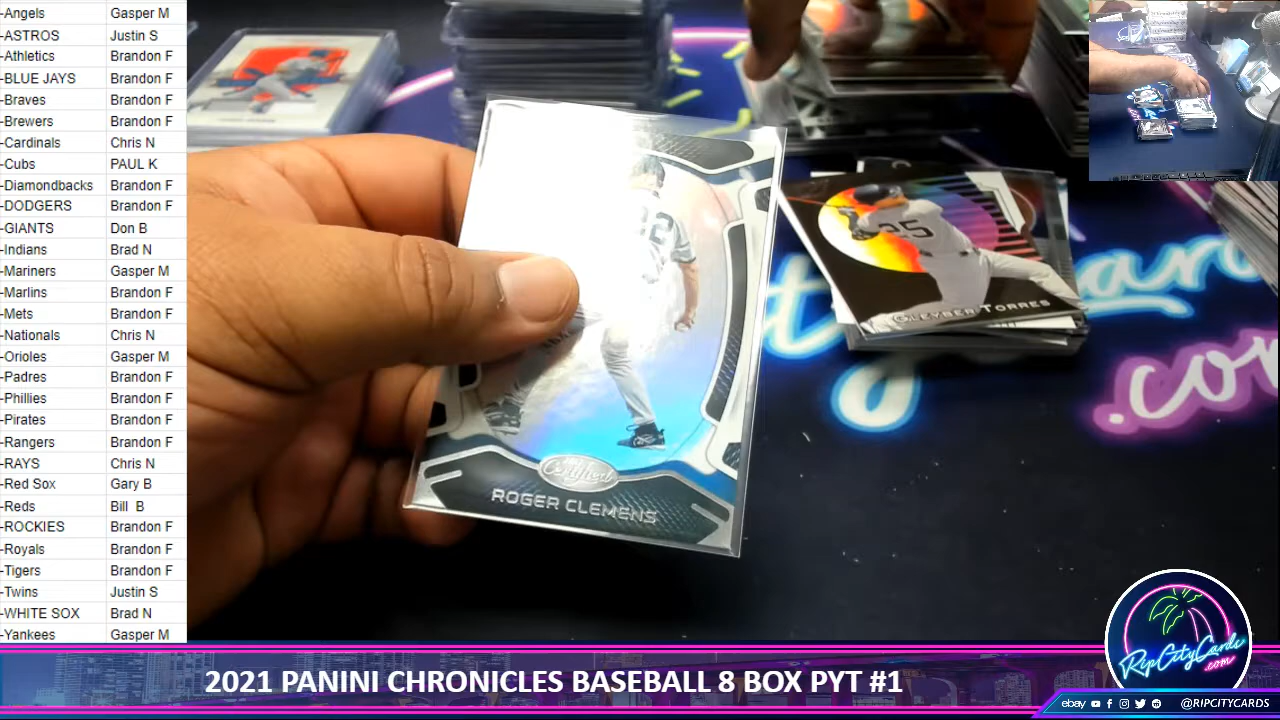 -Angels Gasper M
-ASTROS Justin S
-Athletics Brandon F
-BLUE JAYS Brandon F
-Braves Brandon F
-Brewers Brandon F
-Cardinals Chris N
-Cubs PAUL K
-Diamondbacks Brandon F
-DODGERS Brandon F
-GIANTS Don B
-Indians Brad N
-Mariners Gasper M
-Marlins Brandon F
-Mets Brandon F
-Nationals Chris N
-Orioles Gasper M
-Padres Brandon F
-Phillies Brandon F
-Pirates Brandon F
-Rangers Brandon F
-RAYS Chris N
-Red Sox Gary B
-Reds Bill B
-ROCKIES Brandon F
-Royals Brandon F
-Tigers Brandon F
-Twins Justin S
-WHITE SOX Brad N
-Yankees Gasper M
25
GLEYBER TORRES
Certified
ROGER CLEMENS
.co
RipCityCards
.com
2021 PANINI CHRONICLES BASEBALL 8 BOX PYT #1
ebay @RIPCITYCARDS